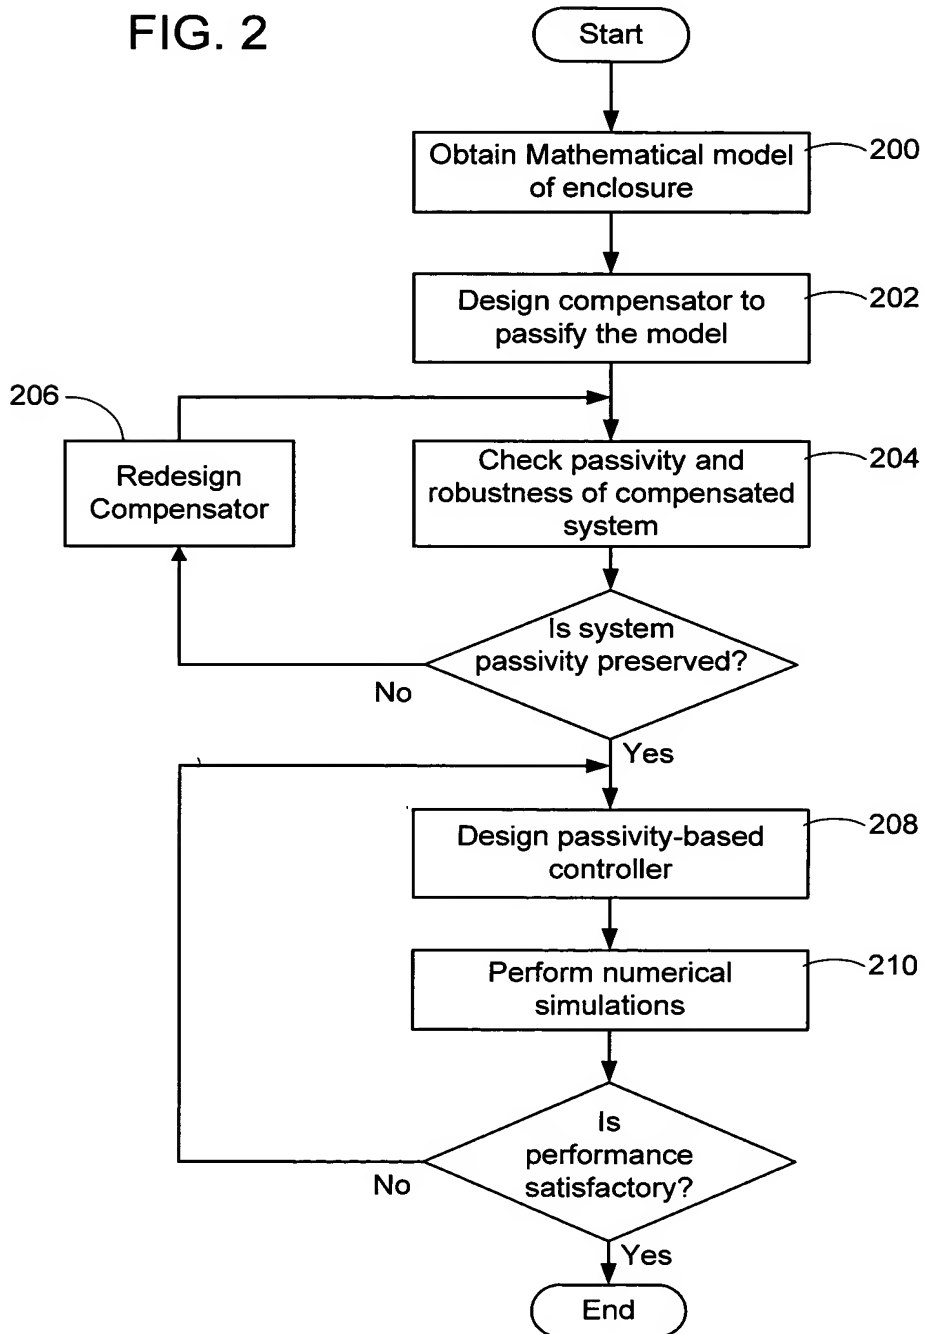 FIG. 2
Start
Obtain Mathematical model
of enclosure
200
Design compensator to
passify the model
202
206
Redesign
Compensator
Check passivity and
robustness of compensated
system
204
Is system
passivity preserved?
No
Yes
Design passivity-based
controller
208
Perform numerical
simulations
210
Is
performance
satisfactory?
No
Yes
End